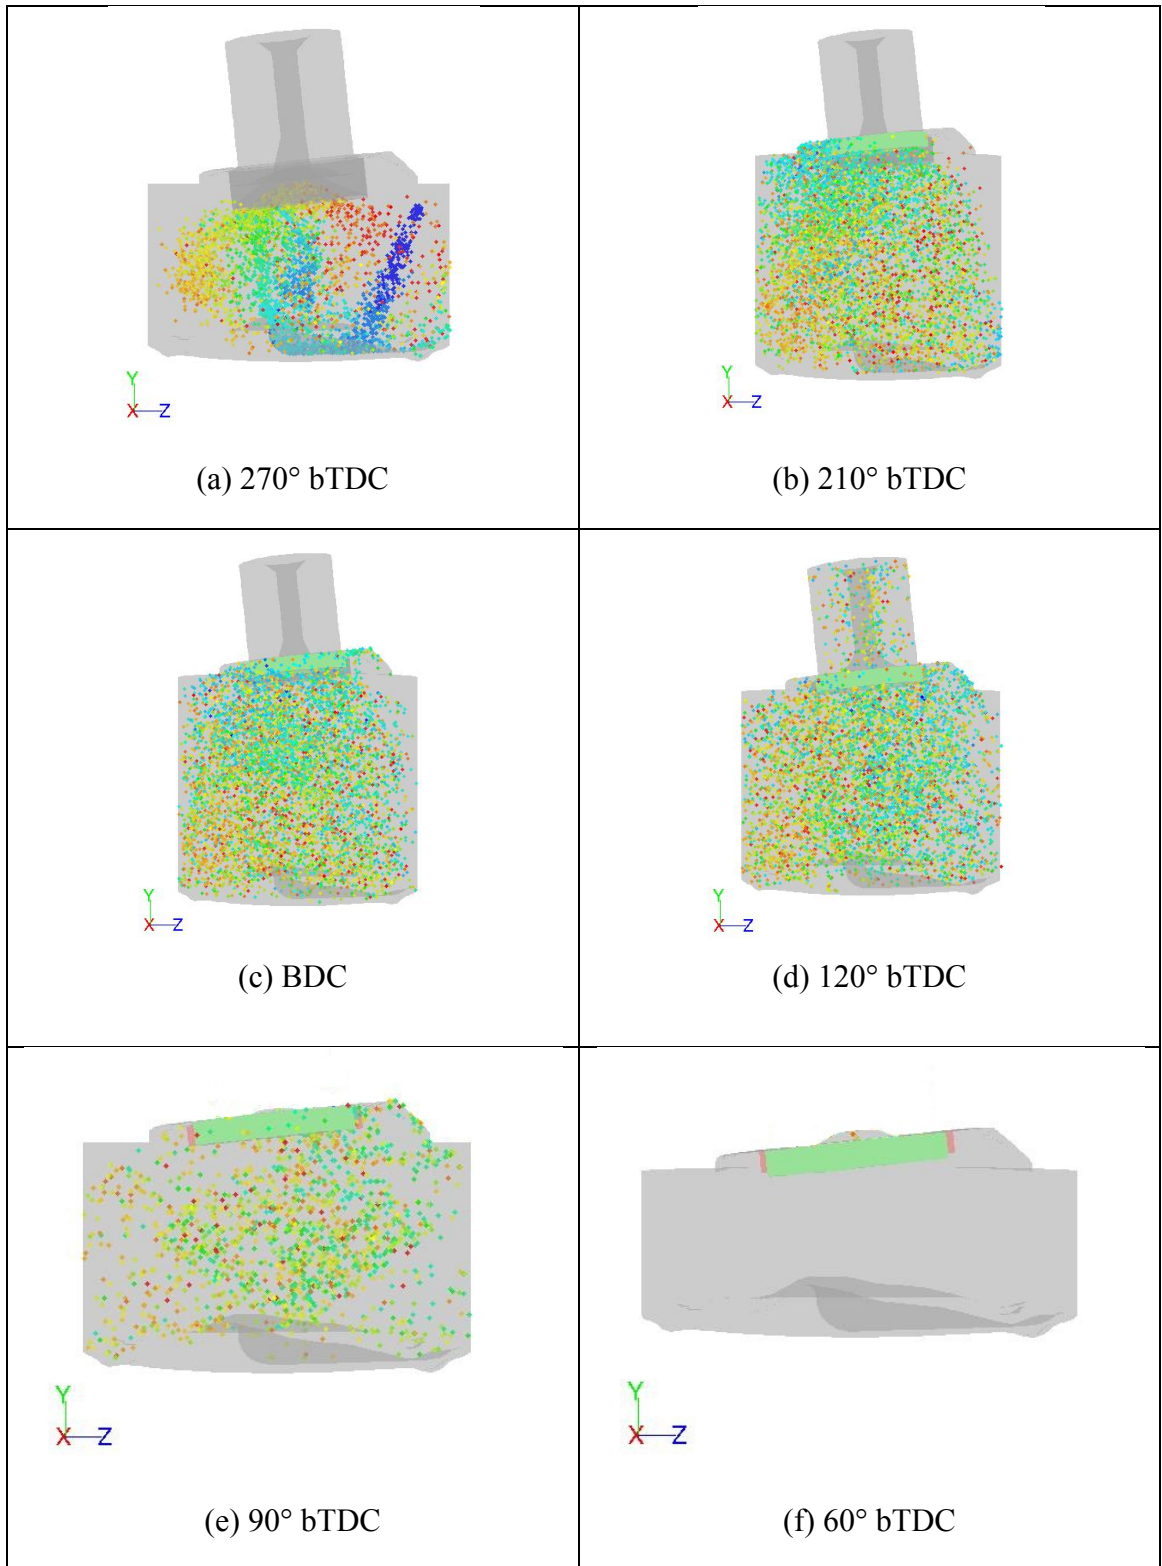 Y
X Z
(a) 270° bTDC
Y
X Z
(b) 210° bTDC
Y
X Z
(c) BDC
Y
X Z
(d) 120° bTDC
Y
X Z
(e) 90° bTDC
Y
X Z
(f) 60° bTDC